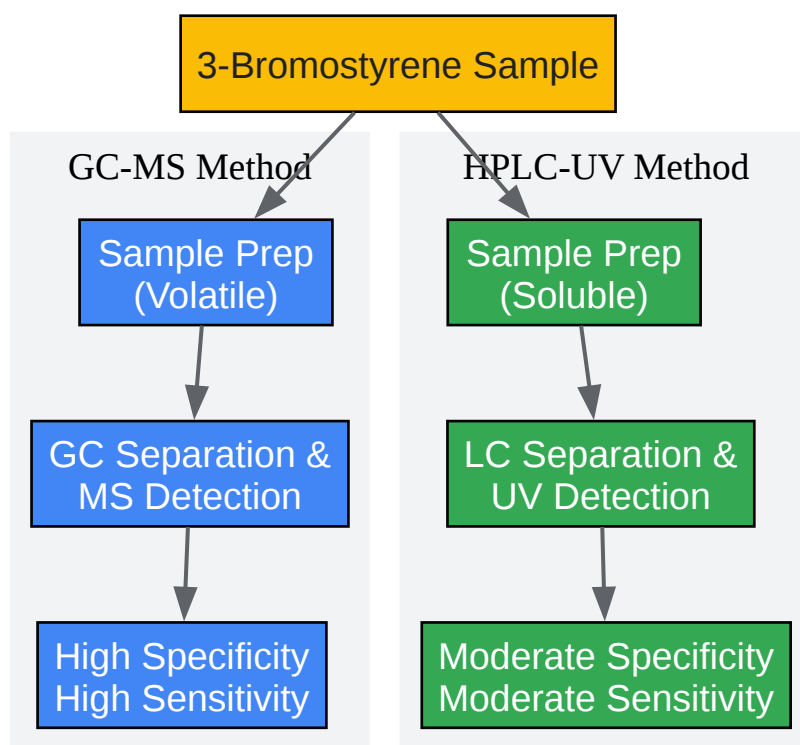 3-Bromostyrene Sample
GC-MS Method
HPLC-UV Method
Sample Prep
(Volatile)
Sample Prep
(Soluble)
GC Separation &
MS Detection
LC Separation &
UV Detection
High Specificity
High Sensitivity
Moderate Specificity
Moderate Sensitivity